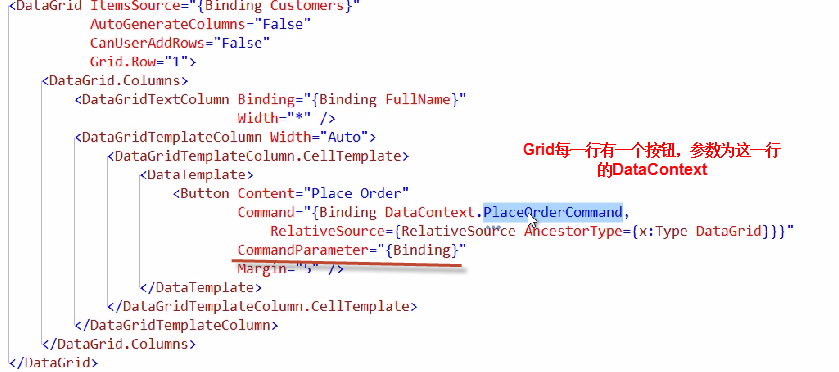 <DataGrid ItemsSource="{Binding Customers}"
AutoGenerateColumns="False"
CanUserAddRows="False"
Grid.Row="1">
<DataGrid.Columns>
<DataGridTextColumn Binding="{Binding FullName}"
Width="*" />
<DataGridTemplateColumn Width="Auto">
<DataGridTemplateColumn.CellTemplate>
<DataTemplate>
<Button Content="Place Order"
Command="{Binding DataContext.PlaceOrderCommand,
RelativeSource={RelativeSource AncestorType={x:Type DataGrid}}}"
CommandParameter="{Binding}"
Margin="5" />
</DataTemplate>
</DataGridTemplateColumn.CellTemplate>
</DataGridTemplateColumn>
</DataGrid.Columns>
</DataGrid>
Grid每一行有一个按钮，参数为这一行
的DataContext